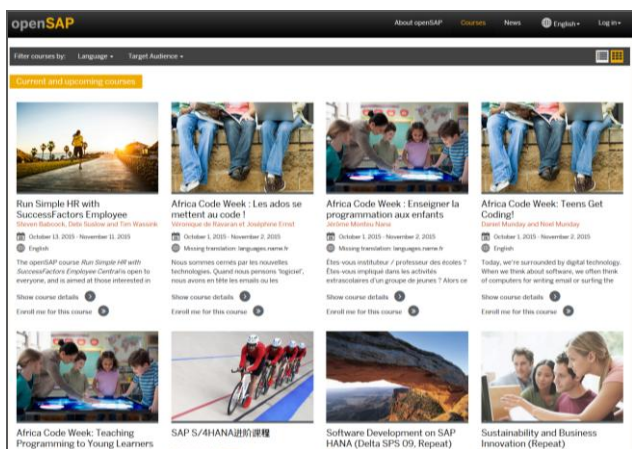 openSAP
About openSAP Courses News English Log in
Filter courses by: Language Target Audience
Current and upcoming courses
Run Simple HR with
SuccessFactors Employee
Steven Babcock, Dete Suslow and Tim Wassink
October 13, 2015 - November 11, 2015
English
The openSAP course Run Simple HR with
SuccessFactors Employee Central is open to
everyone, and is aimed at those interested in
Show course details
Enroll me for this course
Africa Code Week : Les ados se
mettent au code !
Véronique de Ravaran et Joséphine Ernst
October 1, 2015 - November 2, 2015
Missing translation: languages.name.fr
Nous sommes cernés par les nouvelles
technologies. Quand nous pensons 'logiciel',
nous avons en tête les emails ou les
Show course details
Enroll me for this course
Africa Code Week : Enseigner la
programmation aux enfants
Jérôme Monteu Nana
October 1, 2015 - November 2, 2015
Missing translation: languages.name.fr
Êtes-vous instituteur / professeur des écoles ?
Êtes-vous impliqué dans les activités
extrascolaires d'un groupe de jeunes ? Alors ce
Show course details
Enroll me for this course
Africa Code Week: Teens Get
Coding!
Daniel Munday and Noel Munday
October 1, 2015 - November 2, 2015
English
Today, we're surrounded by digital technology.
When we think about software, we often think
of computers for writing email or surfing the
Show course details
Enroll me for this course
Africa Code Week: Teaching
Programming to Young Learners
SAP S/4HANA进阶课程
Software Development on SAP
HANA (Delta SPS 09, Repeat)
Sustainability and Business
Innovation (Repeat)